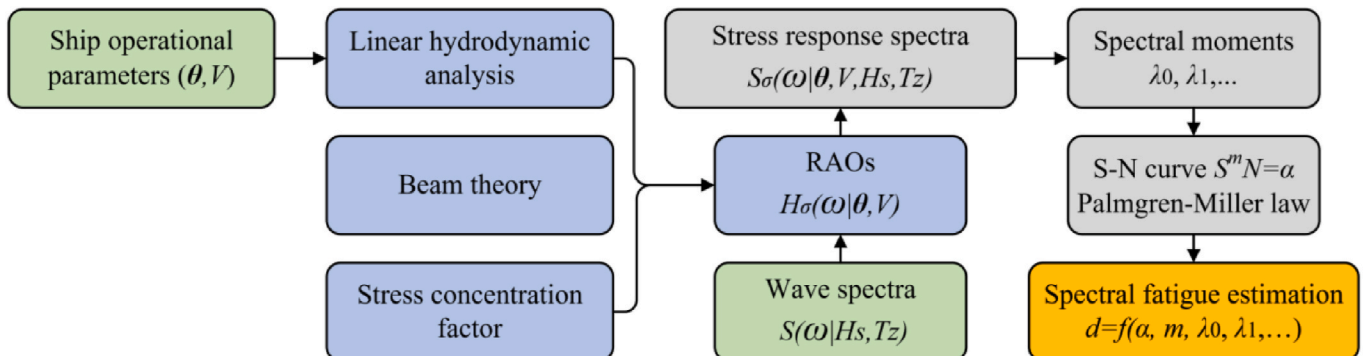 Ship operational
parameters (θ,V)
Linear hydrodynamic
analysis
Beam theory
Stress concentration
factor
Stress response spectra
Sσ(ω|θ,V,Hs,Tz)
RAOs
Hσ(ω|θ,V)
Wave spectra
S(ω|Hs,Tz)
Spectral moments
λ0, λ1,...
S-N curve SᵐN=α
Palmgren-Miller law
Spectral fatigue estimation
d=f(α, m, λ0, λ1,…)